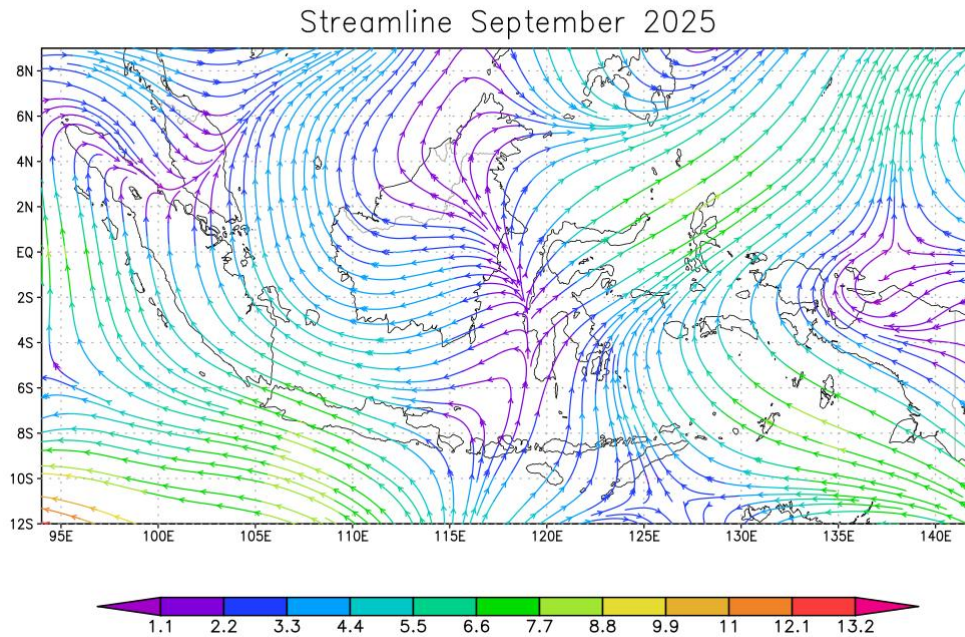 Streamline September 2025
8N
6N
4N
2N
EQ
2S
4S
6S
8S
10S
12S
95E 100E 105E 110E 115E 120E 125E 130E 135E 140E
1.1 2.2 3.3 4.4 5.5 6.6 7.7 8.8 9.9 11 12.1 13.2